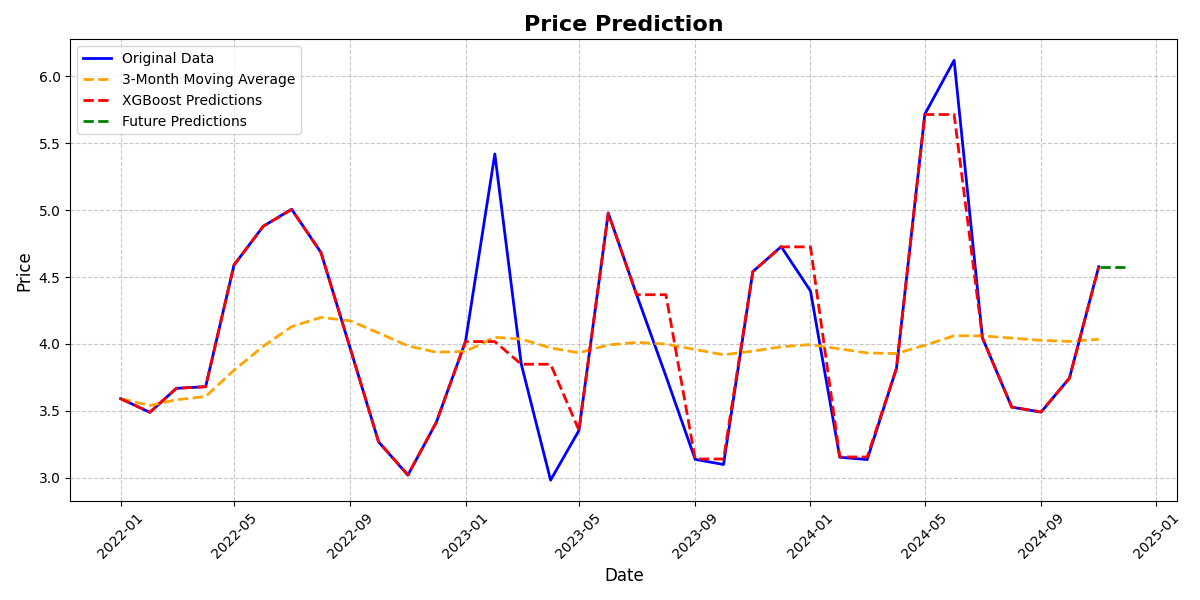 Price Prediction
Original Data
3-Month Moving Average
XGBoost Predictions
Future Predictions
Price
6.0
5.5
5.0
4.5
4.0
3.5
3.0
2022-01
2022-05
2022-09
2023-01
2023-05
2023-09
2024-01
2024-05
2024-09
2025-01
Date